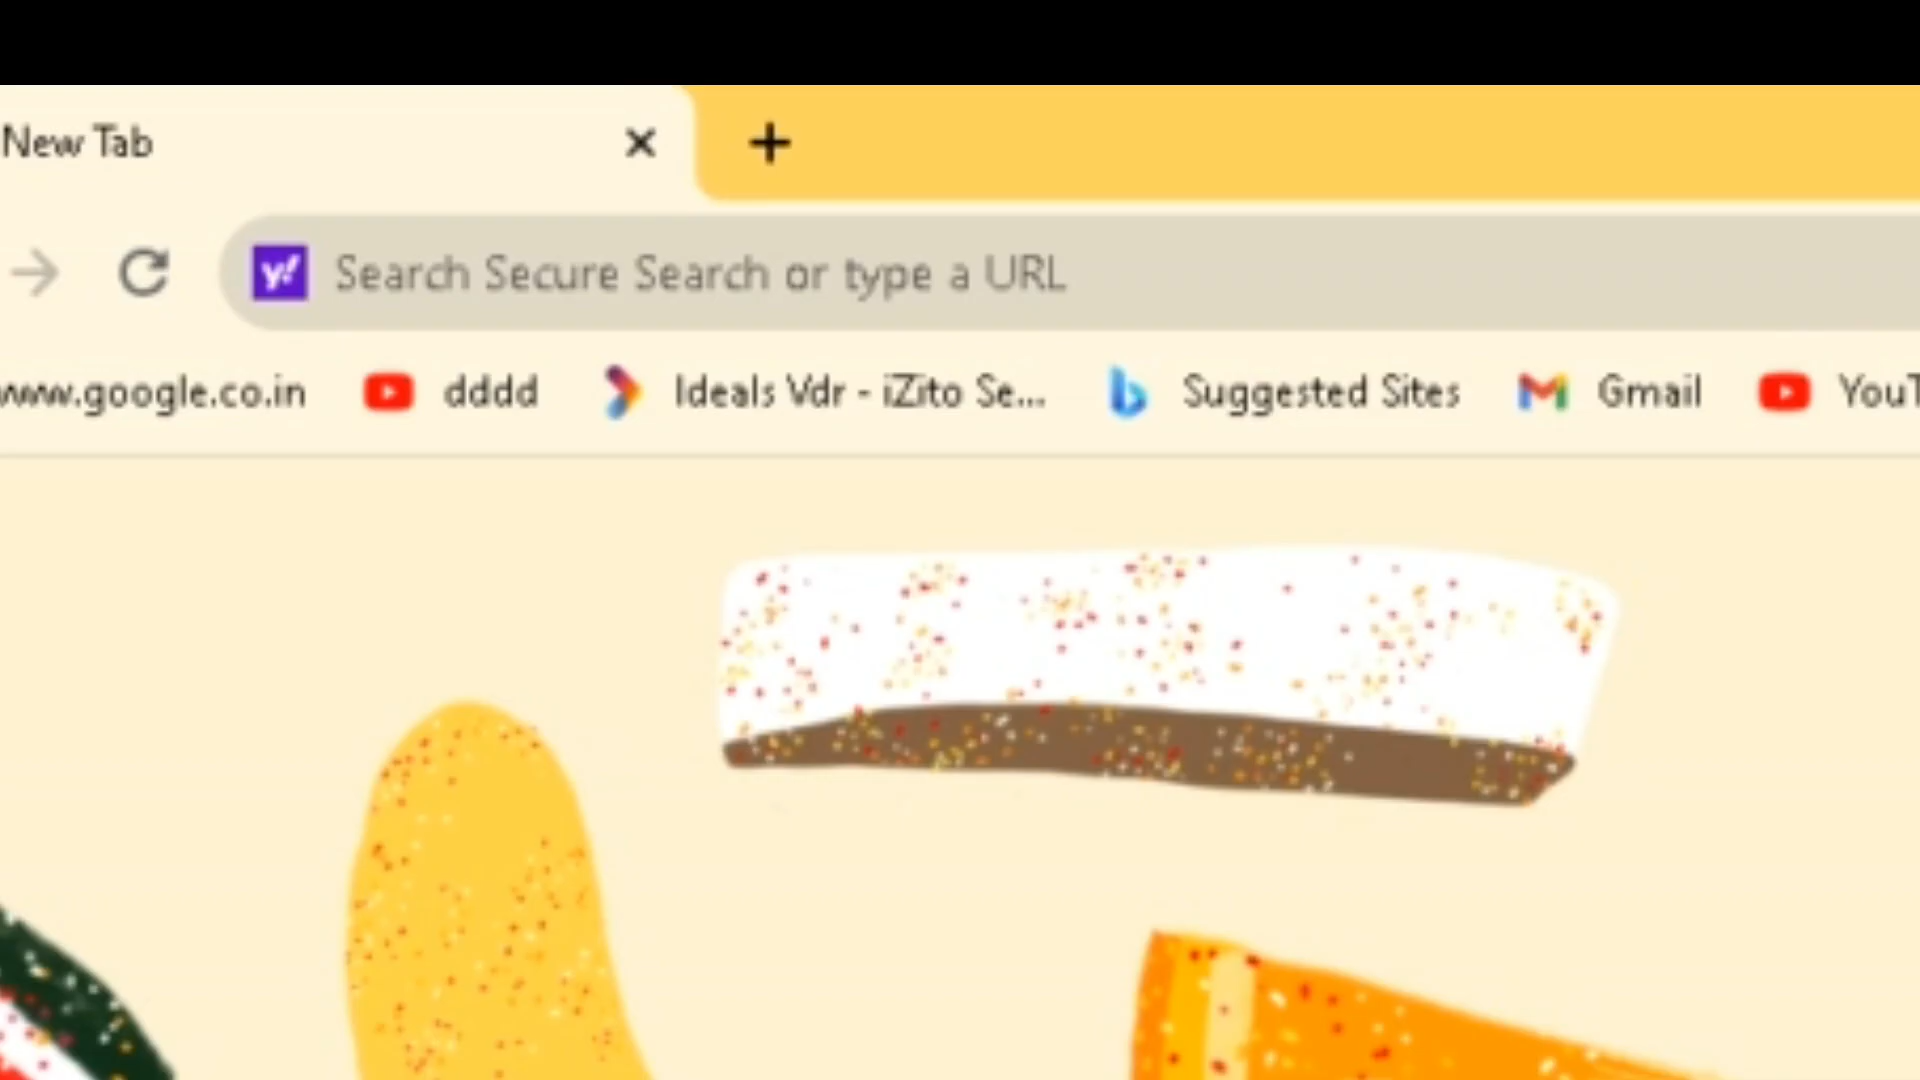 New Tab
y! Search Secure Search or type a URL
www.google.co.in dddd Ideals Vdr - iZito Se... Suggested Sites Gmail YouT